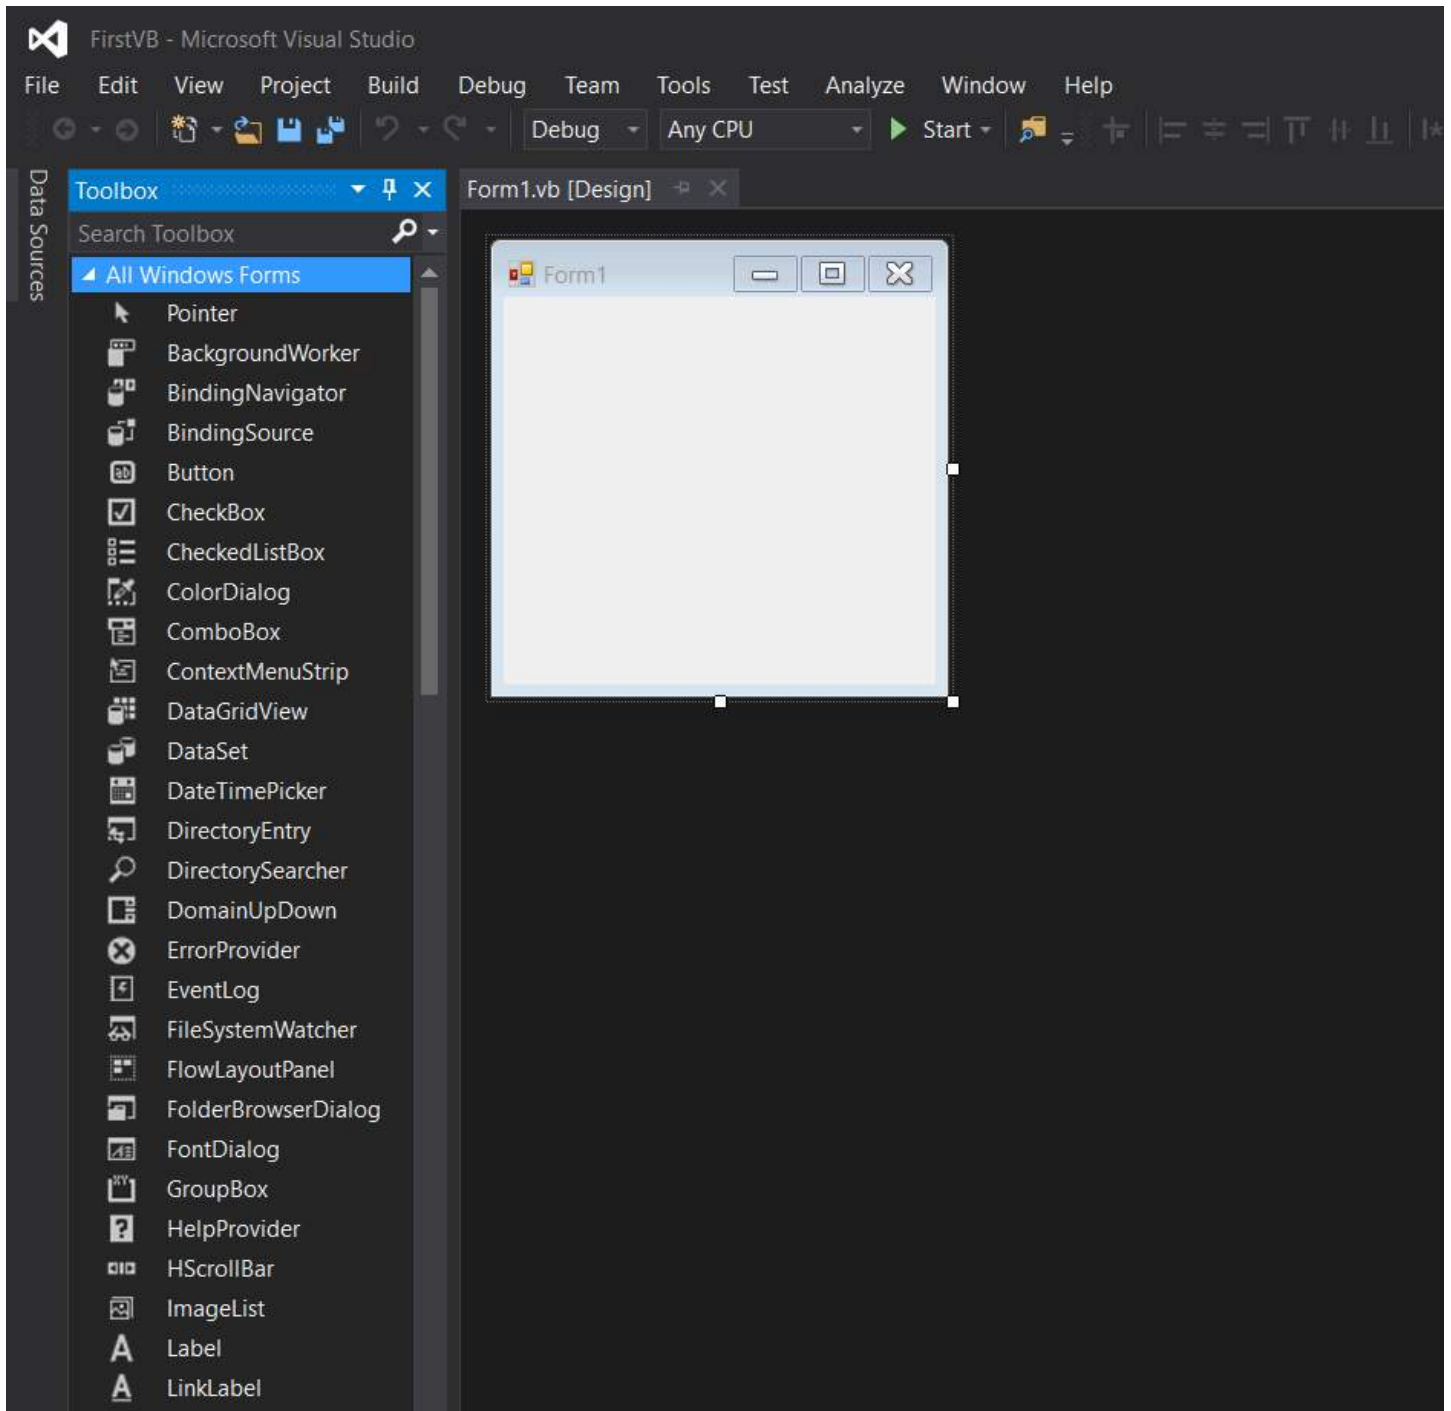 FirstVB - Microsoft Visual Studio
File Edit View Project Build Debug Team Tools Test Analyze Window Help
Debug Any CPU Start
Data Sources
Toolbox
Form1.vb [Design]
Search Toolbox
All Windows Forms
Form1
Pointer
BackgroundWorker
BindingNavigator
BindingSource
Button
CheckBox
CheckedListBox
ColorDialog
ComboBox
ContextMenuStrip
DataGridView
DataSet
DateTimePicker
DirectoryEntry
DirectorySearcher
DomainUpDown
ErrorProvider
EventLog
FileSystemWatcher
FlowLayoutPanel
FolderBrowserDialog
FontDialog
GroupBox
HelpProvider
HScrollBar
ImageList
Label
LinkLabel